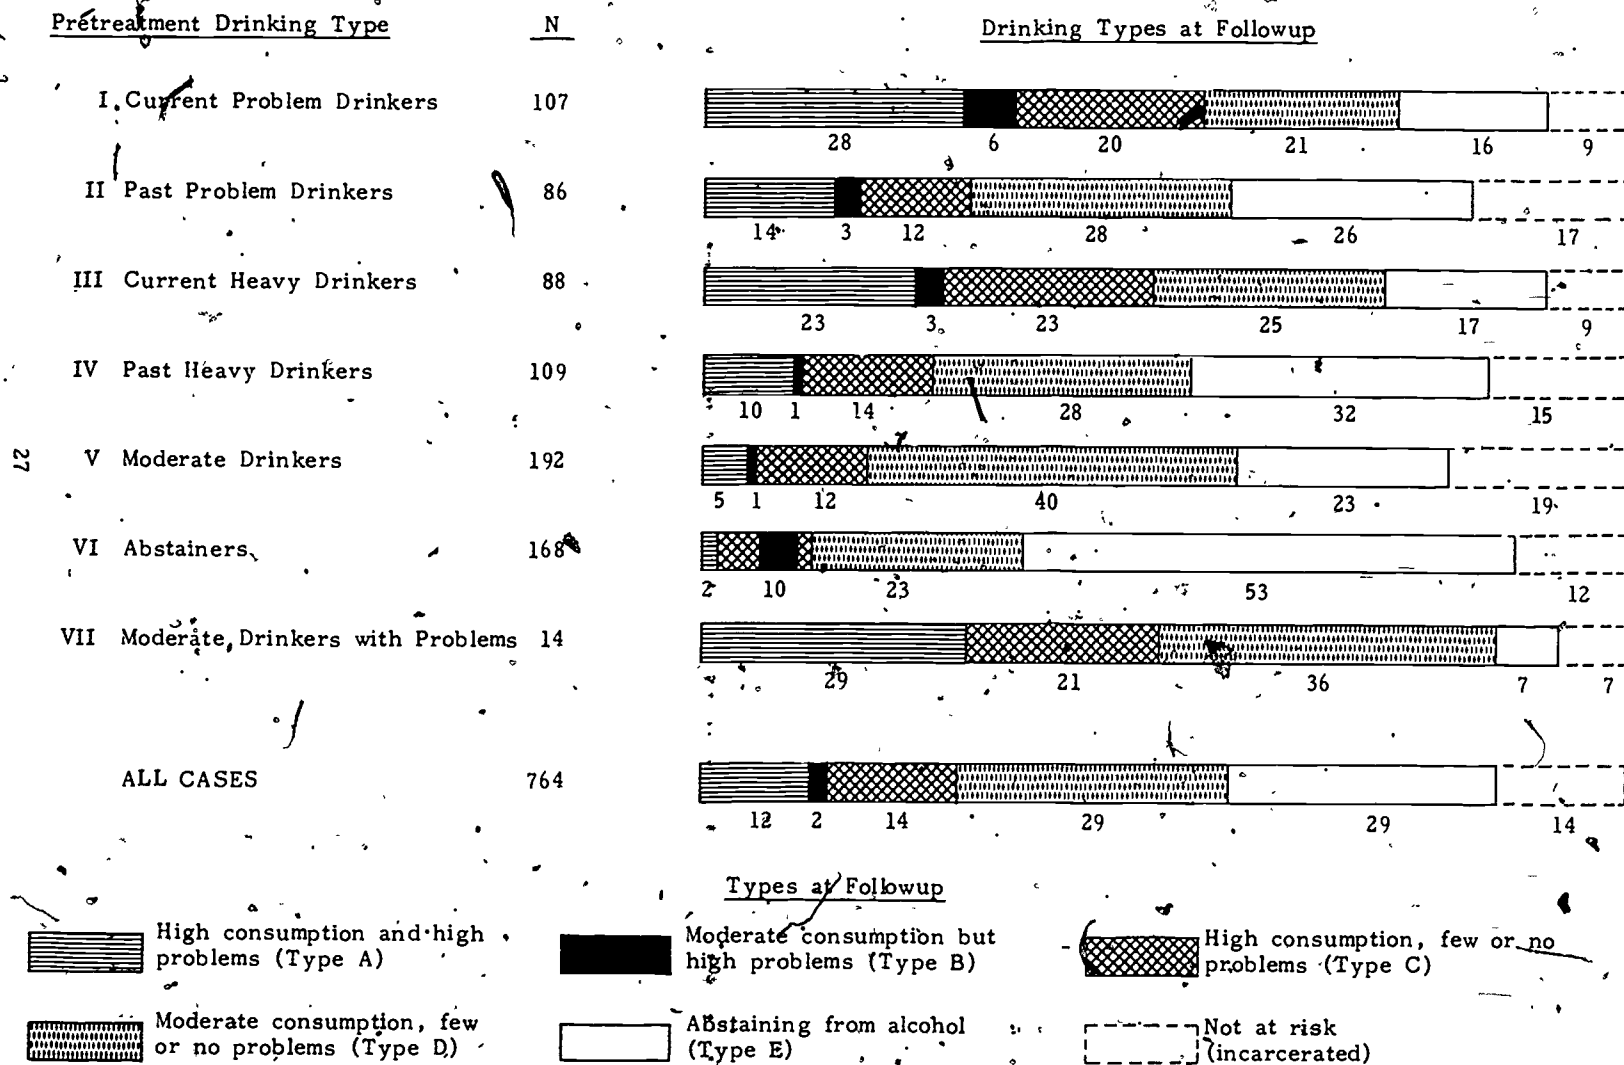 Pretreatment Drinking Type N Drinking Types at Followup
I. Current Problem Drinkers 107
28 6 20 21 16 9
II Past Problem Drinkers 86
14 3 12 28 26 17
III Current Heavy Drinkers 88
23 3 23 25 17 9
IV Past Heavy Drinkers 109
10 1 14 28 32 15
27
V Moderate Drinkers 192
5 1 12 40 23 19
VI Abstainers 168
2 10 23 53 12
VII Moderate Drinkers with Problems 14
29 21 36 7 7
ALL CASES 764
12 2 14 29 29 14
Types at Followup
High consumption and high
problems (Type A)
Moderate consumption but
high problems (Type B)
High consumption, few or no
problems (Type C)
Moderate consumption, few
or no problems (Type D)
Abstaining from alcohol
(Type E)
Not at risk
(incarcerated)